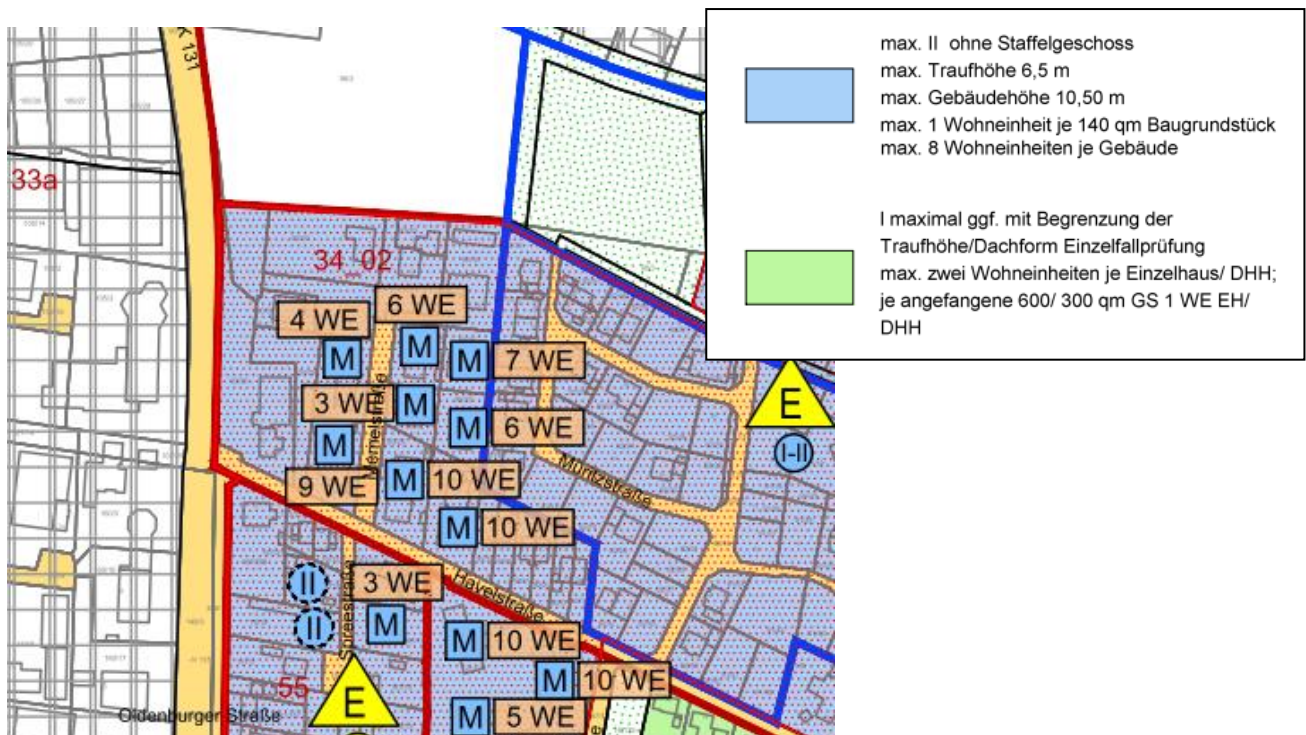 max. II ohne Staffelgeschoss
max. Traufhöhe 6,5 m
max. Gebäudehöhe 10,50 m
max. 1 Wohneinheit je 140 qm Baugrundstück
max. 8 Wohneinheiten je Gebäude
I maximal ggf. mit Begrenzung der
Traufhöhe/Dachform Einzelfallprüfung
max. zwei Wohneinheiten je Einzelhaus/ DHH;
je angefangene 600/ 300 qm GS 1 WE EH/
DHH
K 131
33a
34 02
6 WE
4 WE
M
M
M
7 WE
3 WE
M
M
6 WE
M
Memelstraße
9 WE
M
10 WE
M
10 WE
Müritzstraße
E
I-II
Havelstraße
II
3 WE
II
M
Spreestraße
M
10 WE
M
10 WE
55
E
M
5 WE
Oldenburger Straße